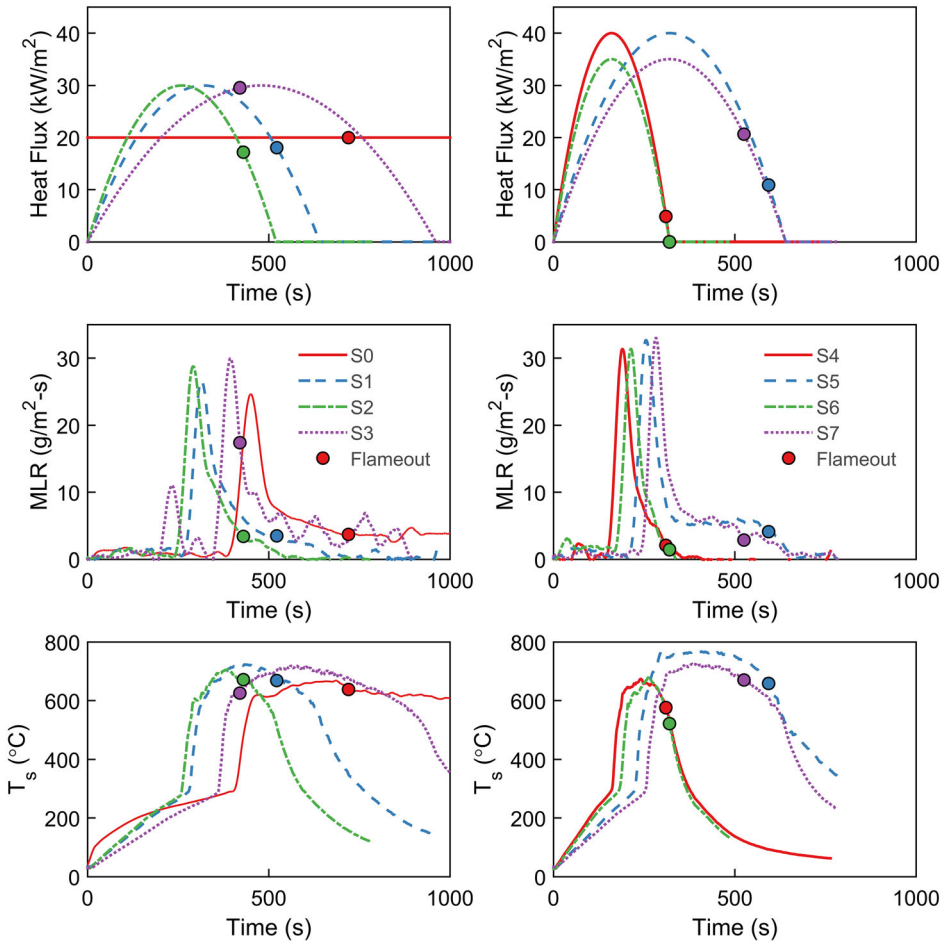 40
30
20
10
0
Heat Flux (kW/m²)
0 500 1000
Time (s)
40
30
20
10
0
Heat Flux (kW/m²)
0 500 1000
Time (s)
30
20
10
0
MLR (g/m²-s)
S0
S1
S2
S3
Flameout
0 500 1000
Time (s)
30
20
10
0
MLR (g/m²-s)
S4
S5
S6
S7
Flameout
0 500 1000
Time (s)
800
600
400
200
0
Tₛ (°C)
0 500 1000
Time (s)
800
600
400
200
0
Tₛ (°C)
0 500 1000
Time (s)